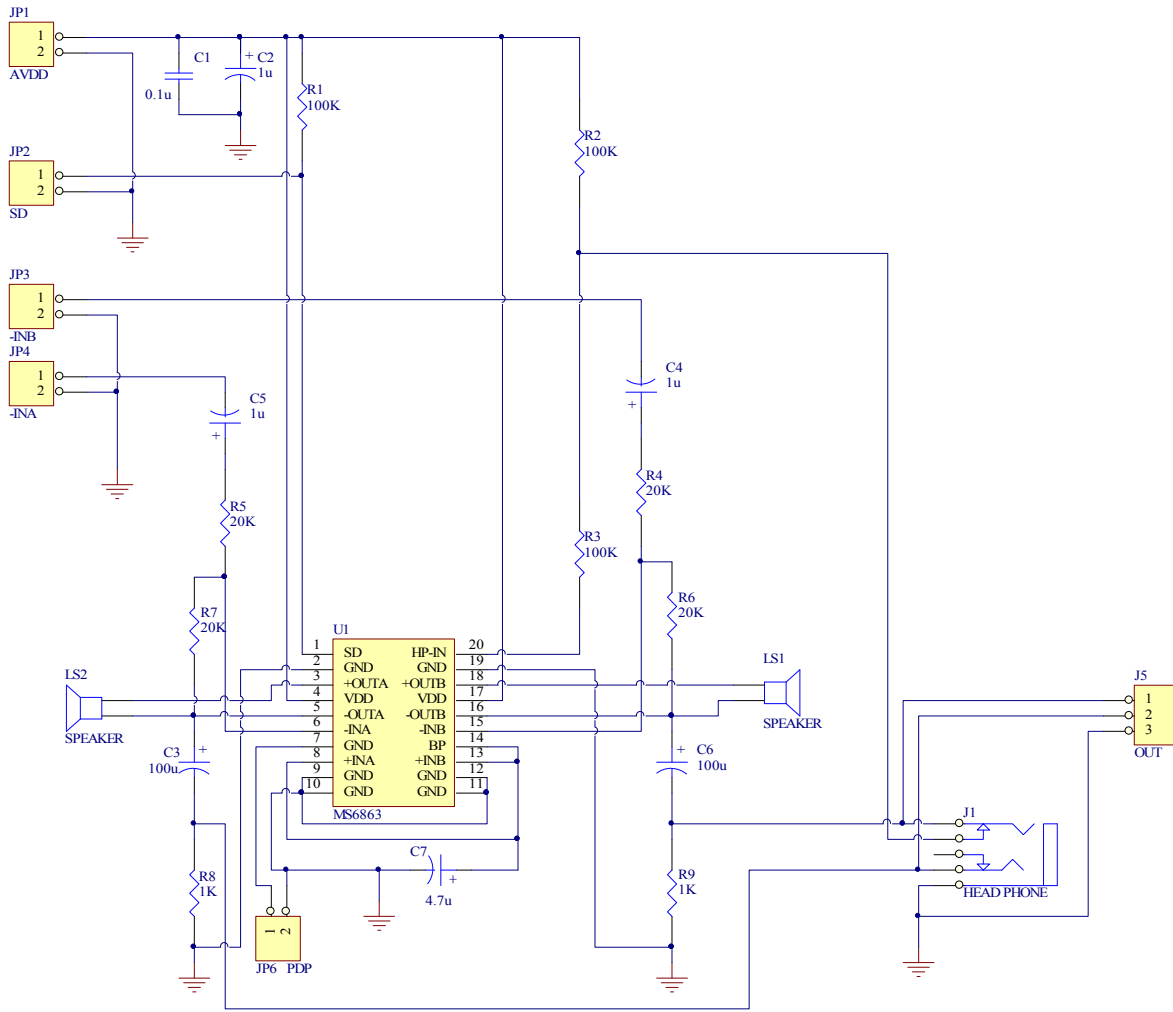 JP1
1
2
AVDD
C1
0.1u
+ C2
1u
R1
100K
R2
100K
JP2
1
2
SD
JP3
1
2
-INB
JP4
1
2
-INA
C5
1u
+
C4
1u
+
R5
20K
R4
20K
R3
100K
R7
20K
R6
20K
U1
1 SD HP-IN 20
2 GND GND 19
3 +OUTA +OUTB 18
4 VDD VDD 17
5 -OUTA -OUTB 16
6 -INA -INB 15
7 GND BP 14
8 +INA +INB 13
9 GND GND 12
10 GND GND 11
MS6863
LS2
SPEAKER
LS1
SPEAKER
C3
+
100u
C6
+
100u
J5
1
2
3
OUT
J1
HEAD PHONE
C7
+
4.7u
R8
1K
R9
1K
1
2
JP6 PDP